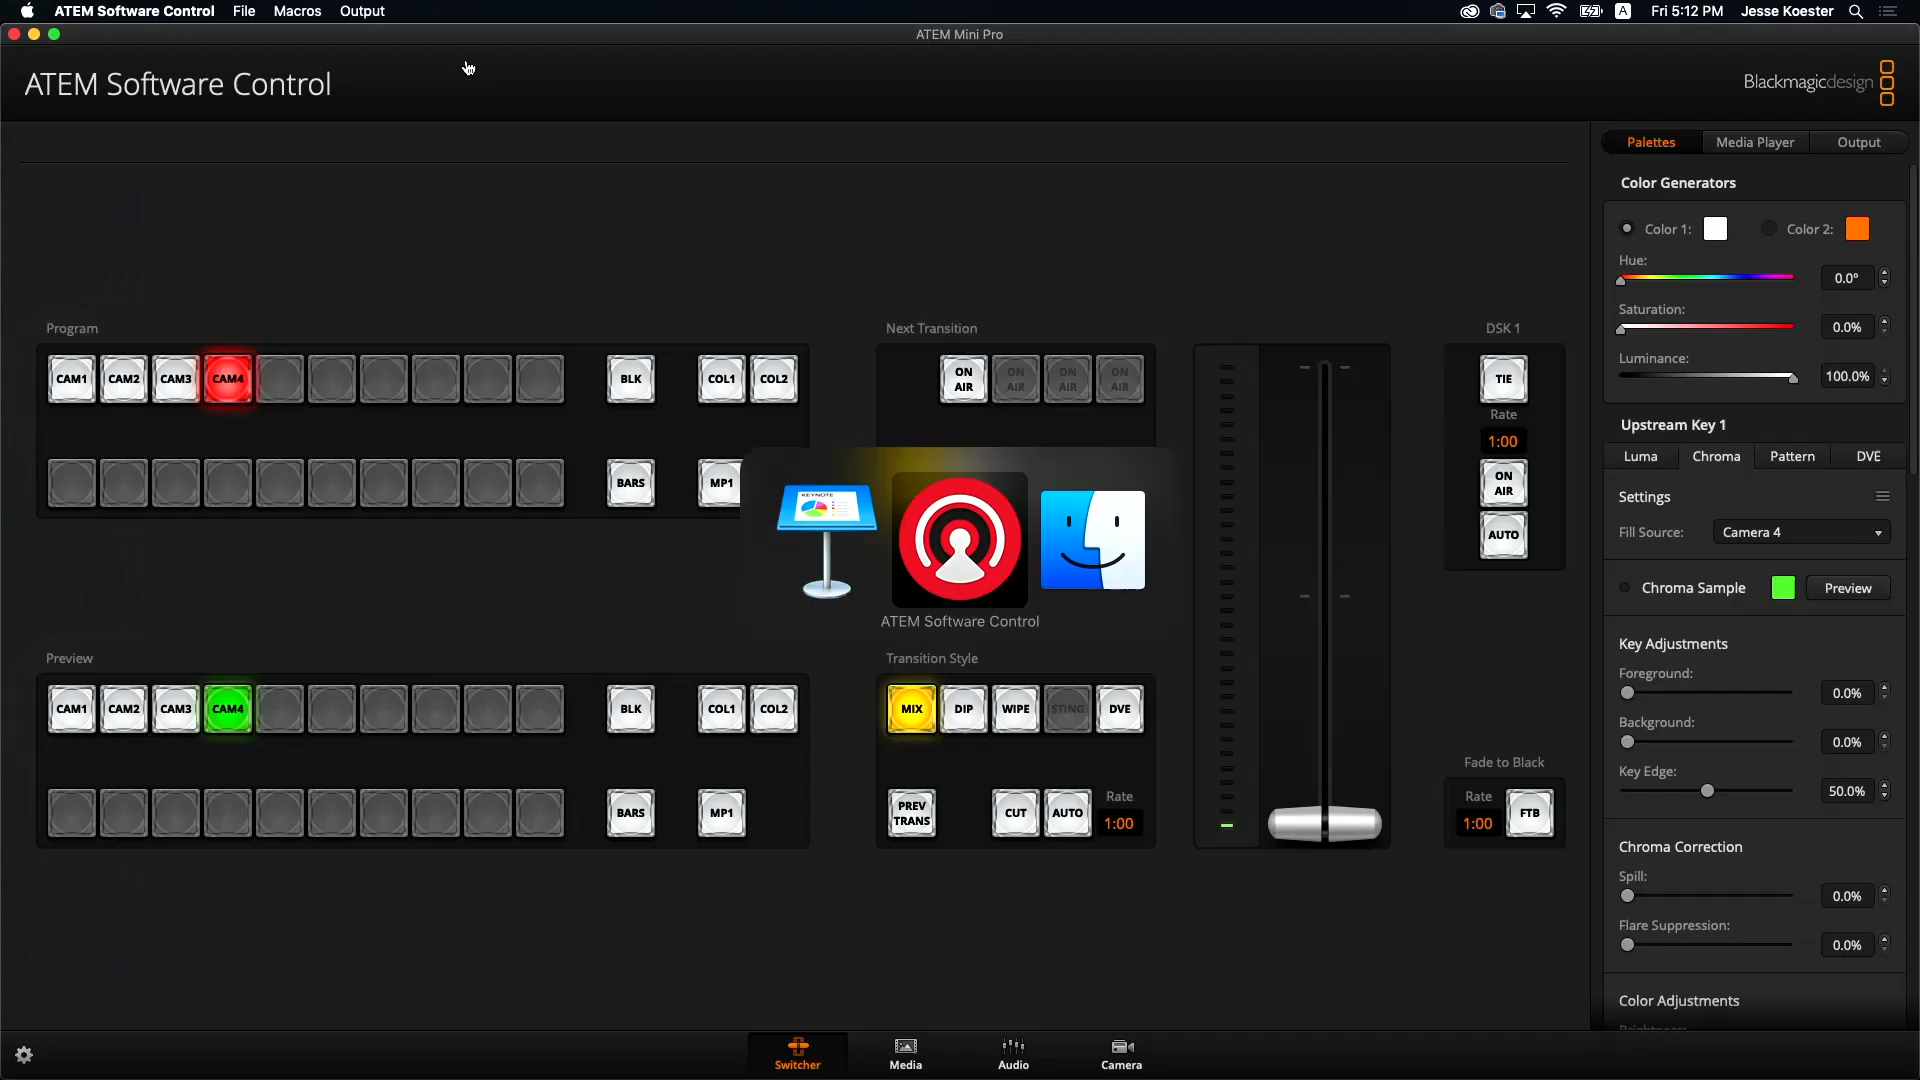 ATEM Software Control File Macros Output
A Fri 5:12 PM Jesse Koester
ATEM Mini Pro
ATEM Software Control
Blackmagicdesign
Palettes Media Player Output
Color Generators
Color 1: Color 2:
Hue:
0.0°
Saturation:
0.0%
Luminance:
100.0%
Upstream Key 1
Luma Chroma Pattern DVE
Settings
Fill Source: Camera 4
Chroma Sample Preview
Key Adjustments
Foreground:
0.0%
Background:
0.0%
Key Edge:
50.0%
Chroma Correction
Spill:
0.0%
Flare Suppression:
0.0%
Color Adjustments
Program
CAM1 CAM2 CAM3 CAM4 BLK COL1 COL2
BARS MP1
Next Transition
ON AIR ON AIR ON AIR ON AIR
DSK 1
TIE
Rate
1:00
ON AIR
AUTO
KEYNOTE
ATEM Software Control
Preview
CAM1 CAM2 CAM3 CAM4 BLK COL1 COL2
BARS MP1
Transition Style
MIX DIP WIPE STING DVE
PREV TRANS CUT AUTO Rate 1:00
Fade to Black
Rate
1:00 FTB
Switcher Media Audio Camera